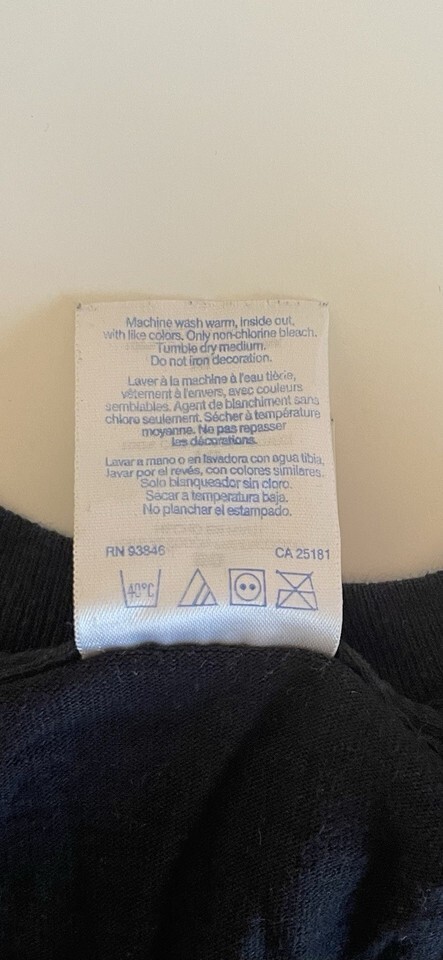 Machine wash warm, inside out,
with like colors. Only non-chlorine bleach.
Tumble dry medium.
Do not iron decoration.
Laver à la machine à l'eau tiède,
vêtement à l'envers, avec couleurs
semblables. Agent de blanchiment sans
chlore seulement. Sécher à température
moyenne. Ne pas repasser
les décorations.
Lavar a mano o en lavadora con agua tibia,
lavar por el revés, con colores similares.
Solo blanqueador sin cloro.
Secar a temperatura baja.
No planchar el estampado.
RN 93846 CA 25181
40°C